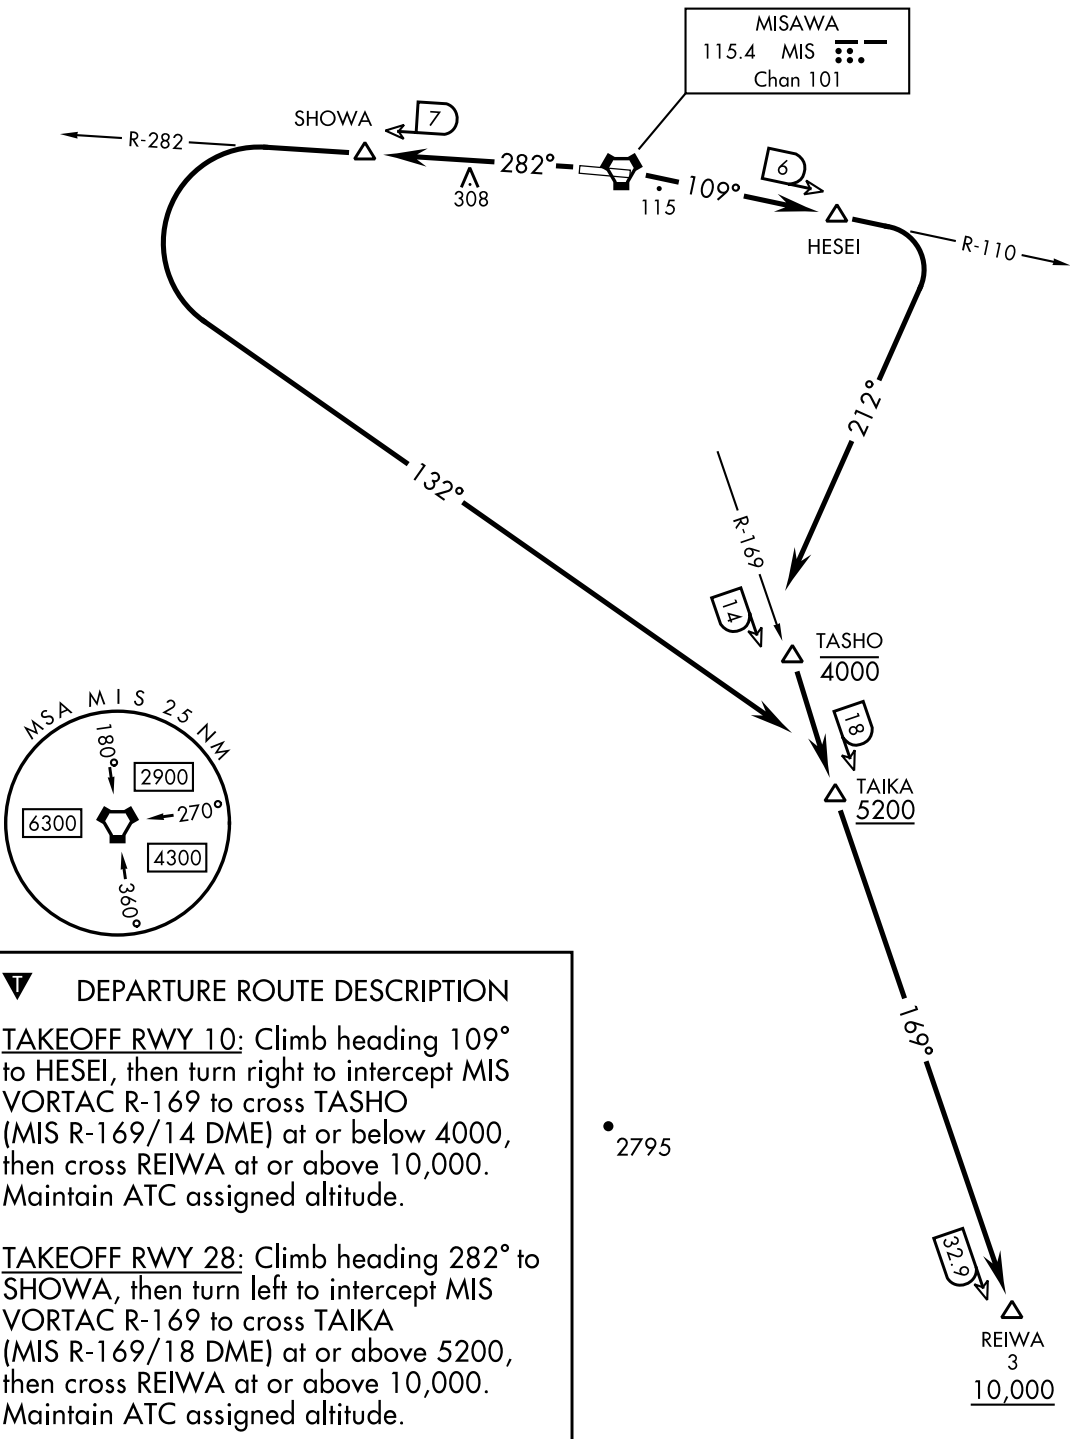 MISAWA
115.4 MIS
Chan 101
SHOWA
7
R-282
282°
308
115
109°
6
HESEI
R-110
212°
132°
R-169
14
TASHO
4000
18
TAIKA
5200
MSA MIS 25 NM
180°
2900
270°
6300
4300
360°
169°
2795
32.9
REIWA
3
10,000
T DEPARTURE ROUTE DESCRIPTION
TAKEOFF RWY 10: Climb heading 109°
to HESEI, then turn right to intercept MIS
VORTAC R-169 to cross TASHO
(MIS R-169/14 DME) at or below 4000,
then cross REIWA at or above 10,000.
Maintain ATC assigned altitude.
TAKEOFF RWY 28: Climb heading 282° to
SHOWA, then turn left to intercept MIS
VORTAC R-169 to cross TAIKA
(MIS R-169/18 DME) at or above 5200,
then cross REIWA at or above 10,000.
Maintain ATC assigned altitude.